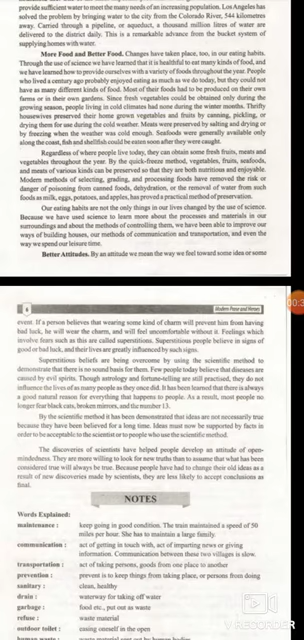 provide sufficient water to meet the many needs of an increasing population. Los Angeles has
solved the problem by bringing water to the city from the Colorado River, 544 kilometers
away. Carried through a pipeline, or aqueduct, a thousand million litres of water are
delivered to the district daily. This is a remarkable advance from the bucket system of
supplying homes with water.
More Food and Better Food. Changes have taken place, too, in our eating habits.
Through the use of science we have learned that it is healthful to eat many kinds of food, and
we have learned how to provide ourselves with a variety of foods throughout the year. People
who lived a century ago probably enjoyed eating as much as we do today, but they could not
have as many different kinds of food. Most of their foods had to be produced on their own
farms or in their own gardens. Since fresh vegetables could be obtained only during the
growing season, people living in cold climates had none during the winter months. Thrifty
housewives preserved their home grown vegetables and fruits by canning, pickling, or
drying them for use during the cold weather. Meats were preserved by salting and drying or
by freezing when the weather was cold enough. Seafoods were generally available only
along the coast, fish and shellfish could be eaten soon after they were caught.
Regardless of where people live today, they can obtain some fresh fruits, meats and
vegetables throughout the year. By the quick-freeze method, vegetables, fruits, seafoods,
and meats of various kinds can be preserved so that they are both nutritious and enjoyable.
Modern methods of selecting, grading, and processing foods have removed the risk or
danger of poisoning from canned foods, dehydration, or the removal of water from such
foods as milk, eggs, potatoes, and apples, has proved a practical method of preservation.
Our eating habits are not the only things in our lives changed by the use of science.
Because we have used science to learn more about the processes and materials in our
surroundings and about the methods of controlling them, we have been able to improve our
ways of building houses, our methods of communication and transportation, and even the
way we spend our leisure time.
Better Attitudes. By an attitude we mean the way we feel toward some idea or some
Modern Prose and Heroes
event. If a person believes that wearing some kind of charm will prevent him from having
bad luck, he will wear the charm, and will feel uncomfortable without it. Feelings which
involve fears such as this are called superstitions. Superstitious people believe in signs
of good or bad luck, and their lives are greatly influenced by such signs.
Superstitious beliefs are being overcome by using the scientific method to
demonstrate that there is no sound basis for them. Few people today believe that diseases are
caused by evil spirits. Though astrology and fortune-telling are still practised, they do not
influence the lives of as many people as they once did. It has been learned that there is always
a good natural reason for everything that happens to people. As a result, most people no
longer fear black cats, broken mirrors, and the number 13.
By the scientific method it has been demonstrated that ideas are not necessarily true
because they have been believed for a long time. Ideas must now be supported by facts in
order to be acceptable to the scientist or to people who use the scientific method.
The discoveries of scientists have helped people develop an attitude of open-
mindedness. They are more willing to look for new truths than to assume that what has been
considered true will always be true. Because people have had to change their old ideas as a
result of new discoveries made by scientists, they are less likely to accept conclusions as
final.
NOTES
Words Explained:
maintenance : keep going in good condition. The train maintained a speed of 50
miles per hour. She has to maintain a large family.
communication : act of getting in touch with, act of imparting news or giving
information. Communication between these two villages is slow.
transportation : act of taking persons, goods from one place to another
prevention : prevent is to keep things from taking place, or persons from doing
sanitary : clean, healthy
drain : waterway for taking off water
garbage : food etc., put out as waste
refuse : waste material
outdoor toilet : easing oneself in the open
human waste : waste material sent out by human bodies